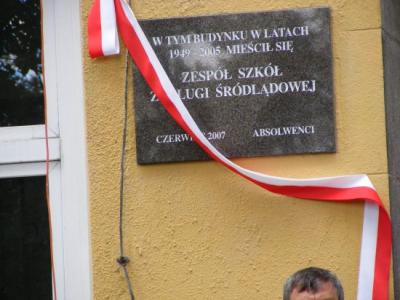 W TYM BUDYNKU W LATACH
1949 - 2005 MIEŚCIŁ SIĘ
ZESPÓŁ SZKÓŁ
ŚRÓDLĄDOWEJ
2007 ABSOLWENCI